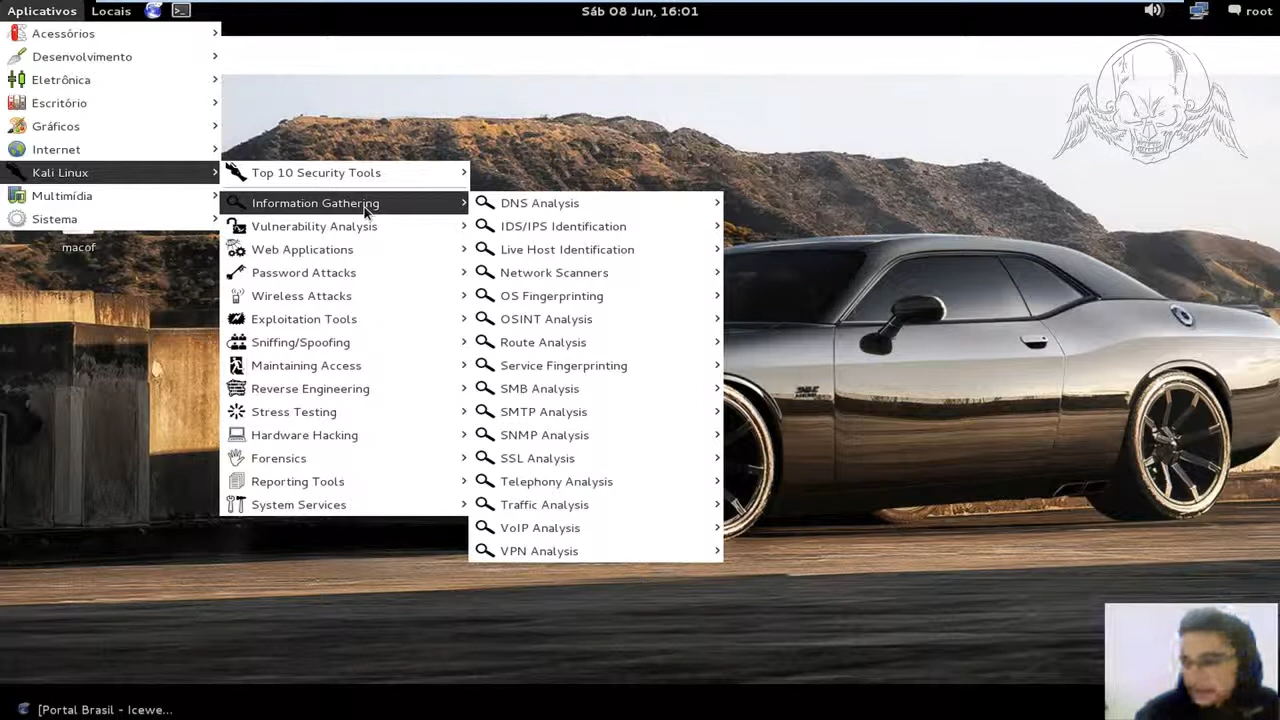 Aplicativos Locais
Sáb 08 Jun, 16:01
root
Acessórios
Desenvolvimento
Eletrônica
Escritório
Gráficos
Internet
Kali Linux
Multimídia
Sistema
macof
Top 10 Security Tools
Information Gathering
Vulnerability Analysis
Web Applications
Password Attacks
Wireless Attacks
Exploitation Tools
Sniffing/Spoofing
Maintaining Access
Reverse Engineering
Stress Testing
Hardware Hacking
Forensics
Reporting Tools
System Services
DNS Analysis
IDS/IPS Identification
Live Host Identification
Network Scanners
OS Fingerprinting
OSINT Analysis
Route Analysis
Service Fingerprinting
SMB Analysis
SMTP Analysis
SNMP Analysis
SSL Analysis
Telephony Analysis
Traffic Analysis
VoIP Analysis
VPN Analysis
[Portal Brasil - Icewe...